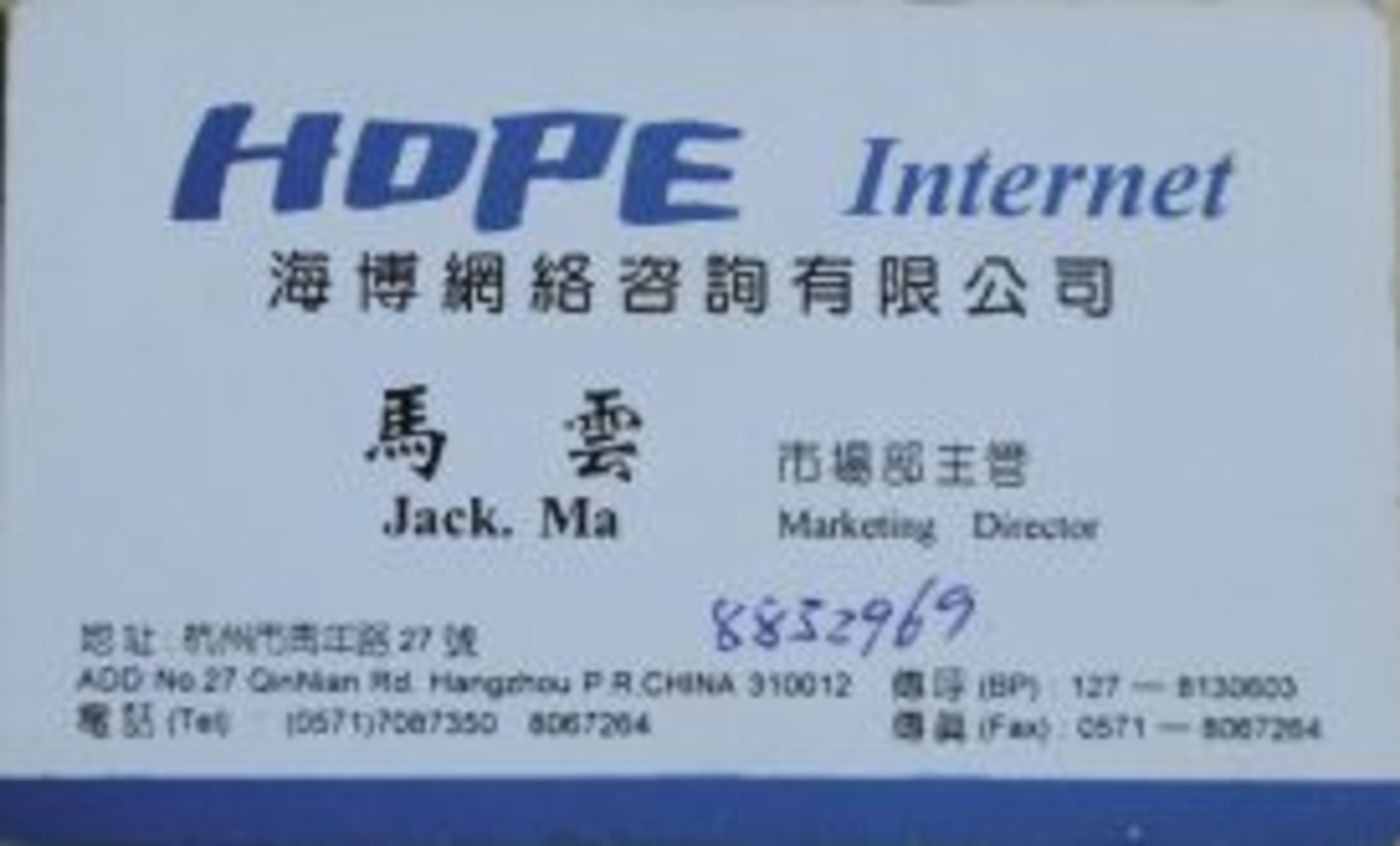 HOPE Internet
海博網絡咨詢有限公司
馬 雲 市場部主管
Jack. Ma Marketing Director
8852969
地 址 : 杭州市青年路 27 號
ADD:No.27 QinNian Rd. Hangzhou P.R.CHINA 310012 傳 呼 (BP) : 127 — 8130603
電 話 (Tel) : (0571)7087350 8067264 傳 真 (Fax) : 0571 — 8067264